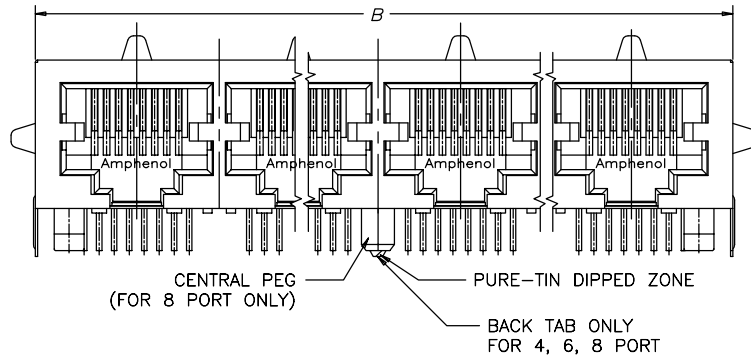 B
Amphenol
Amphenol
Amphenol
Amphenol
CENTRAL PEG
(FOR 8 PORT ONLY)
PURE-TIN DIPPED ZONE
BACK TAB ONLY
FOR 4, 6, 8 PORT